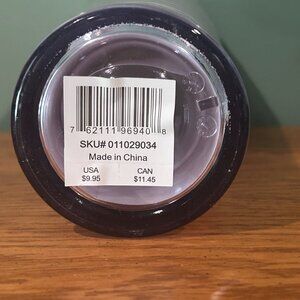 7 62111 96940 8
SKU# 011029034
Made in China
USA CAN
$9.95 $11.45